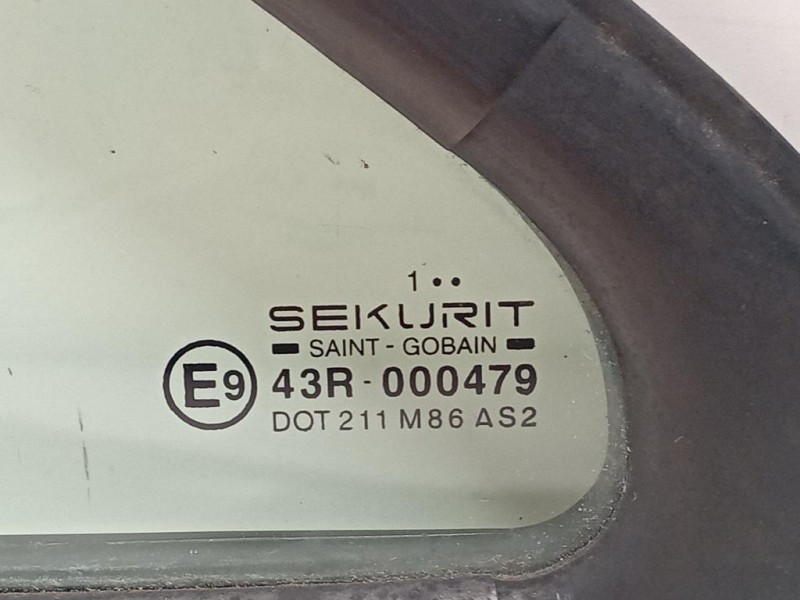 1••
SEKURIT
SAINT - GOBAIN
E9 43R - 000479
DOT 211 M86 AS2